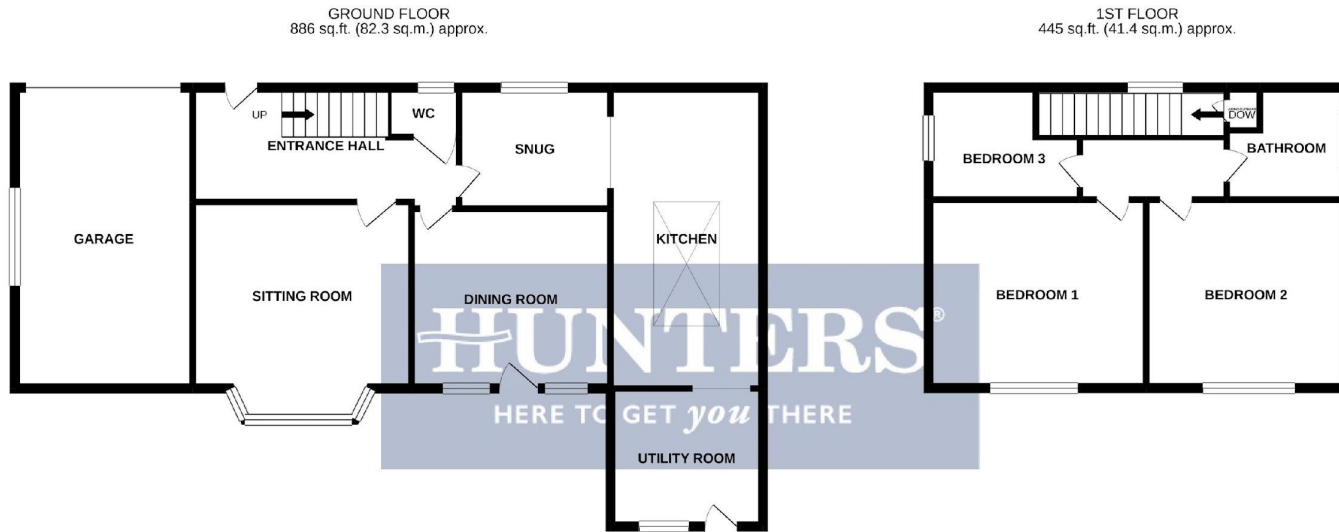 GROUND FLOOR
886 sq.ft. (82.3 sq.m.) approx.
1ST FLOOR
445 sq.ft. (41.4 sq.m.) approx.
UP
WC
ENTRANCE HALL
SNUG
GARAGE
KITCHEN
SITTING ROOM
DINING ROOM
UTILITY ROOM
HUNTERS®
HERE TO GET you THERE
DOW
BEDROOM 3
BATHROOM
BEDROOM 1
BEDROOM 2